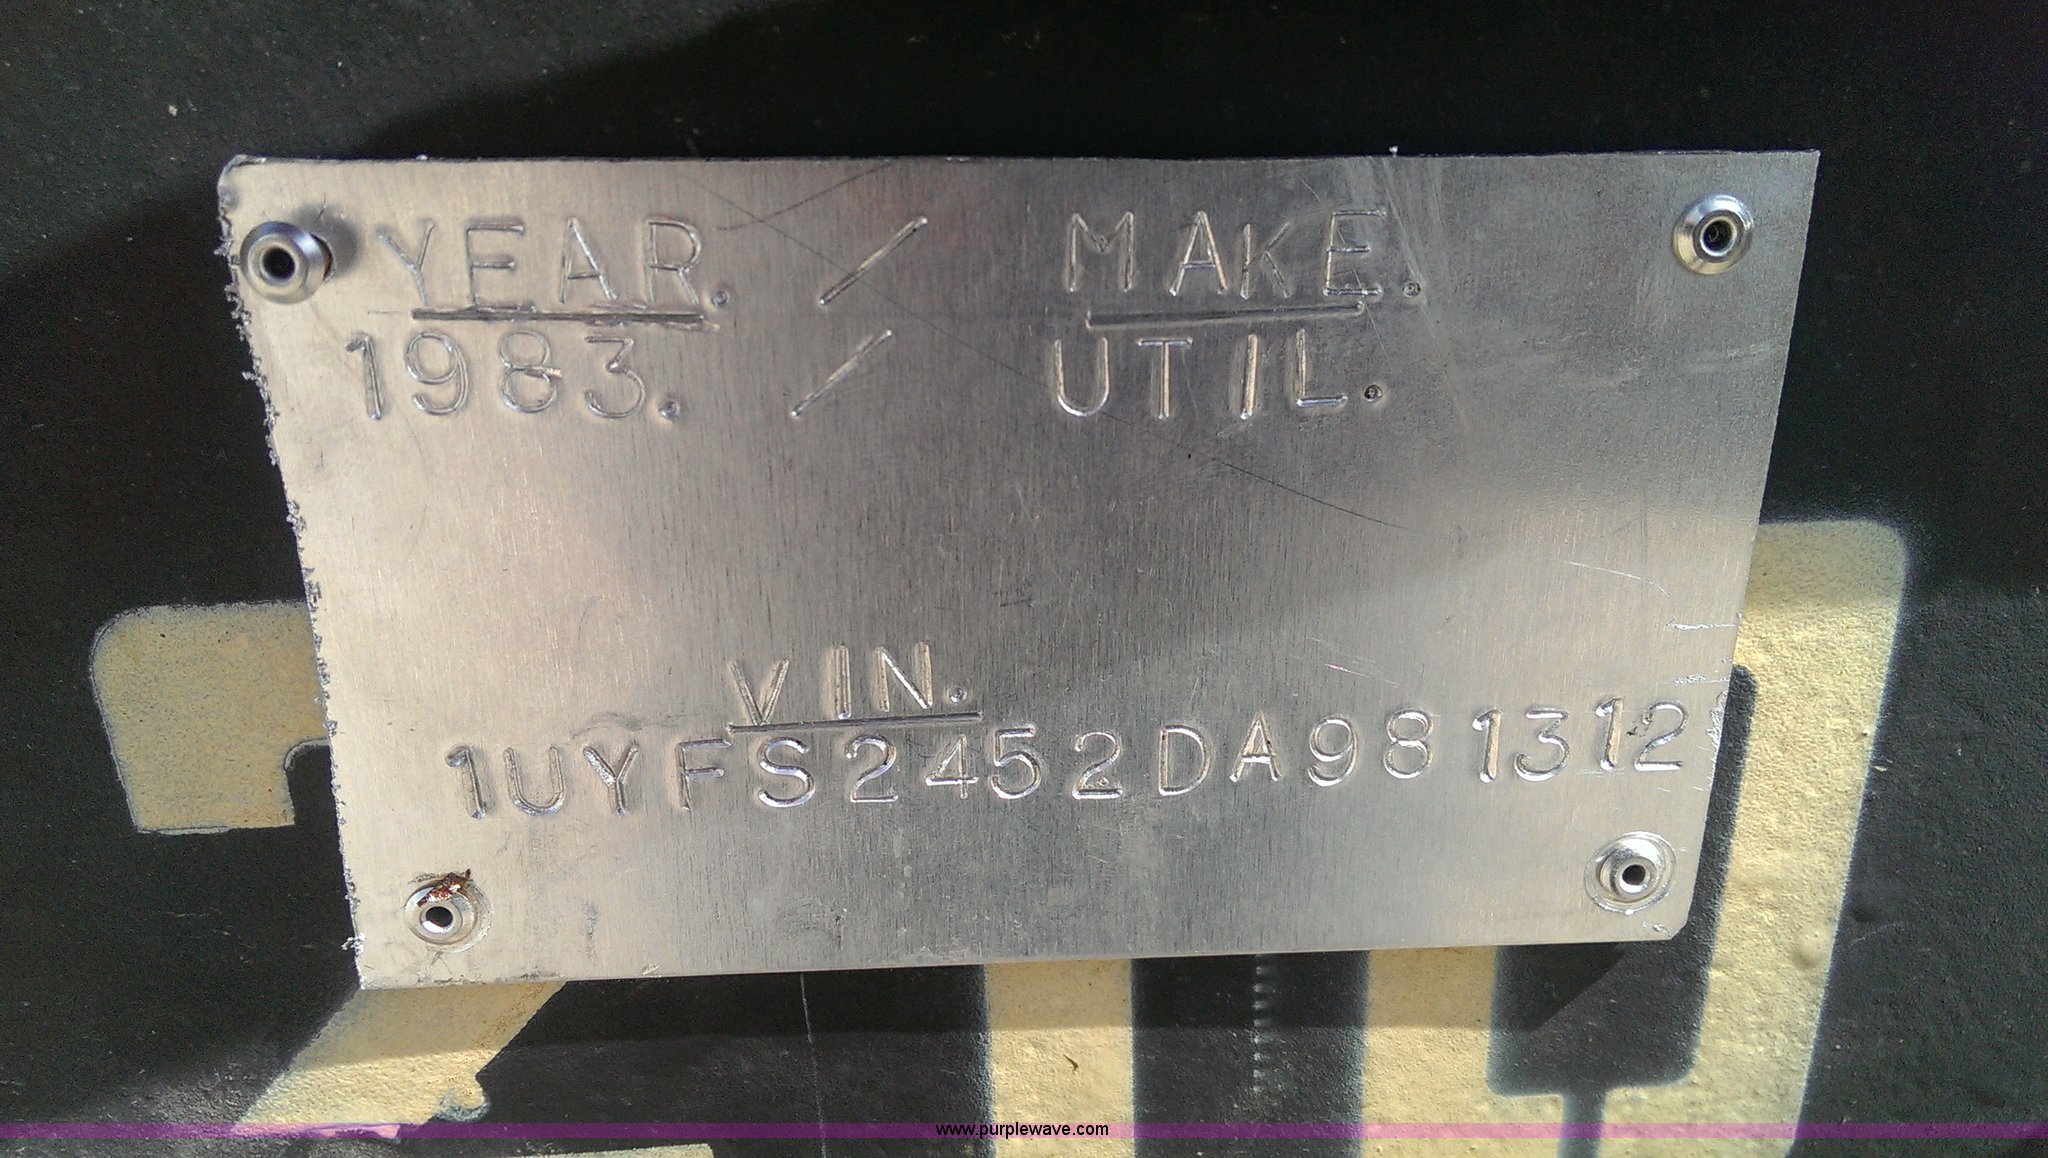 YEAR. / MAKE.
1983. / UTIL.
VIN.
1UYFS2452DA981312
www.purplewave.com